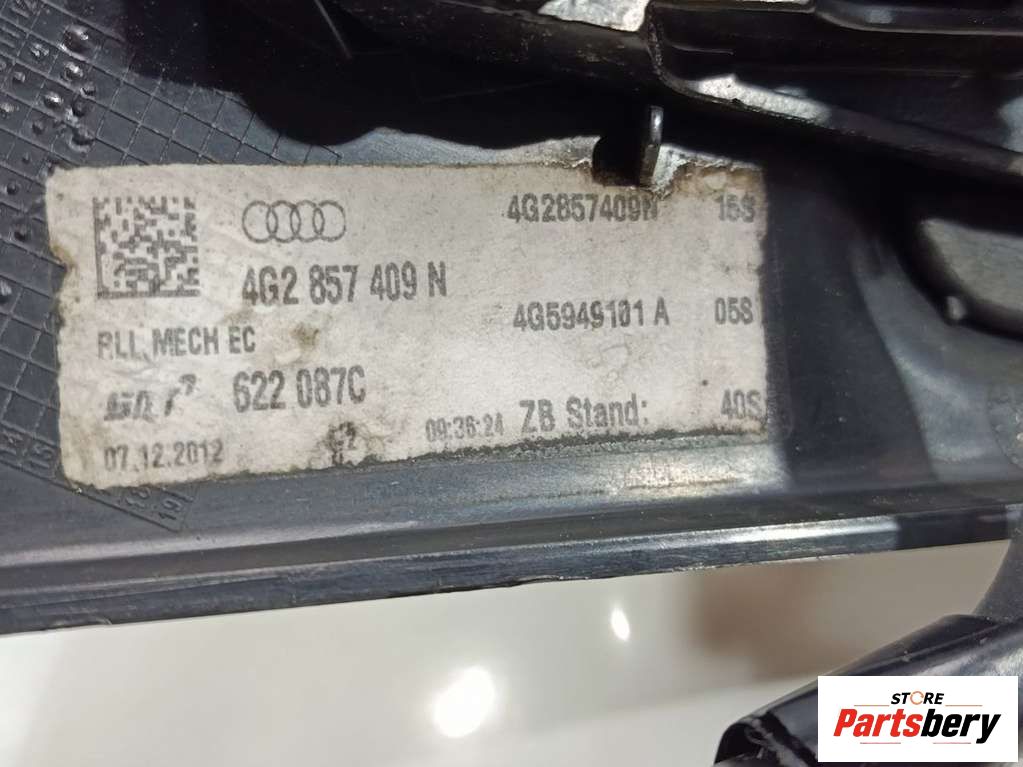 4G2857409N 15S
4G2 857 409 N
4G5949101 A 05S
RLL MECH EC
622 087C
09:36:24 ZB Stand: 40S
07.12.2012
STORE
Partsbery